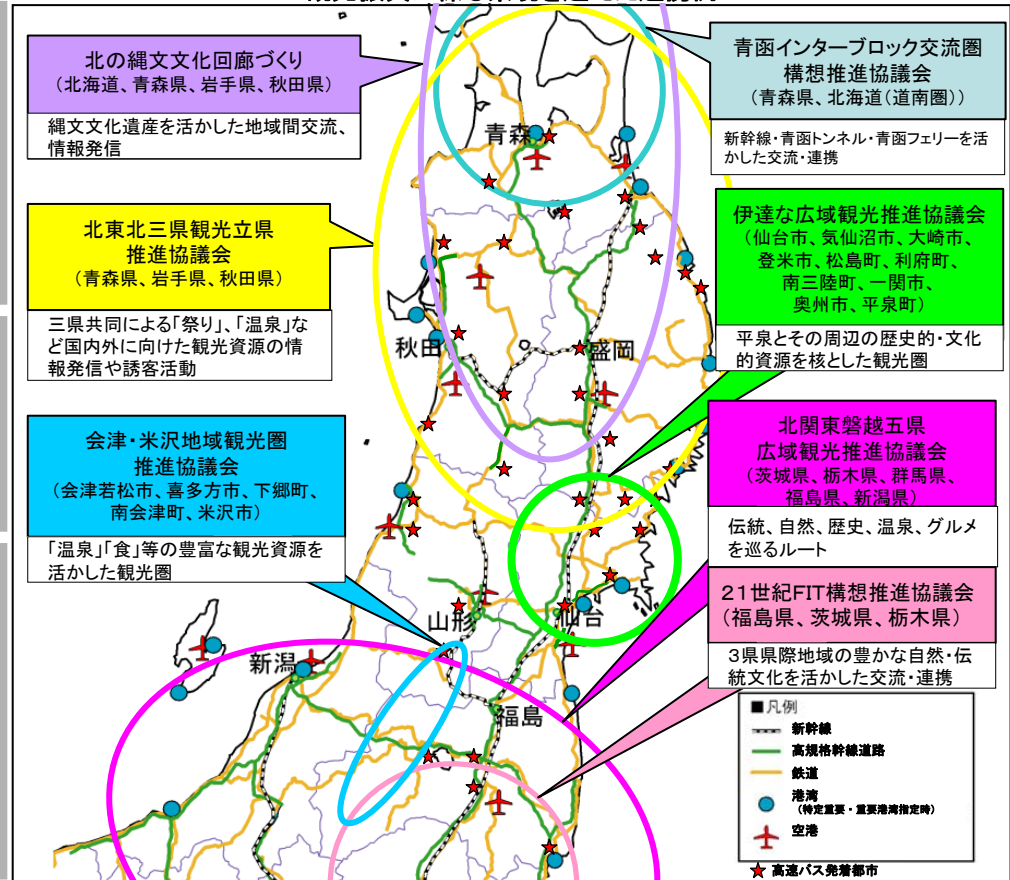 北の縄文文化回廊づくり
(北海道、青森県、岩手県、秋田県)
縄文文化遺産を活かした地域間交流、
情報発信
青函インターブロック交流圏
構想推進協議会
(青森県、北海道(道南圏))
新幹線・青函トンネル・青函フェリーを活
かした交流・連携
北東北三県観光立県
推進協議会
(青森県、岩手県、秋田県)
三県共同による「祭り」、「温泉」な
ど国内外に向けた観光資源の情
報発信や誘客活動
伊達な広域観光推進協議会
(仙台市、気仙沼市、大崎市、
登米市、松島町、利府町、
南三陸町、一関市、
奥州市、平泉町)
平泉とその周辺の歴史的・文化
的資源を核とした観光圏
会津・米沢地域観光圏
推進協議会
(会津若松市、喜多方市、下郷町、
南会津町、米沢市)
「温泉」「食」等の豊富な観光資源を
活かした観光圏
北関東磐越五県
広域観光推進協議会
(茨城県、栃木県、群馬県、
福島県、新潟県)
伝統、自然、歴史、温泉、グルメ
を巡るルート
21世紀FIT構想推進協議会
(福島県、茨城県、栃木県)
3県県際地域の豊かな自然・伝
統文化を活かした交流・連携
青森
秋田
盛岡
山形
仙台
新潟
福島
■凡例
新幹線
高規格幹線道路
鉄道
港湾
(特定重要・重要港湾指定時)
空港
高速バス発着都市